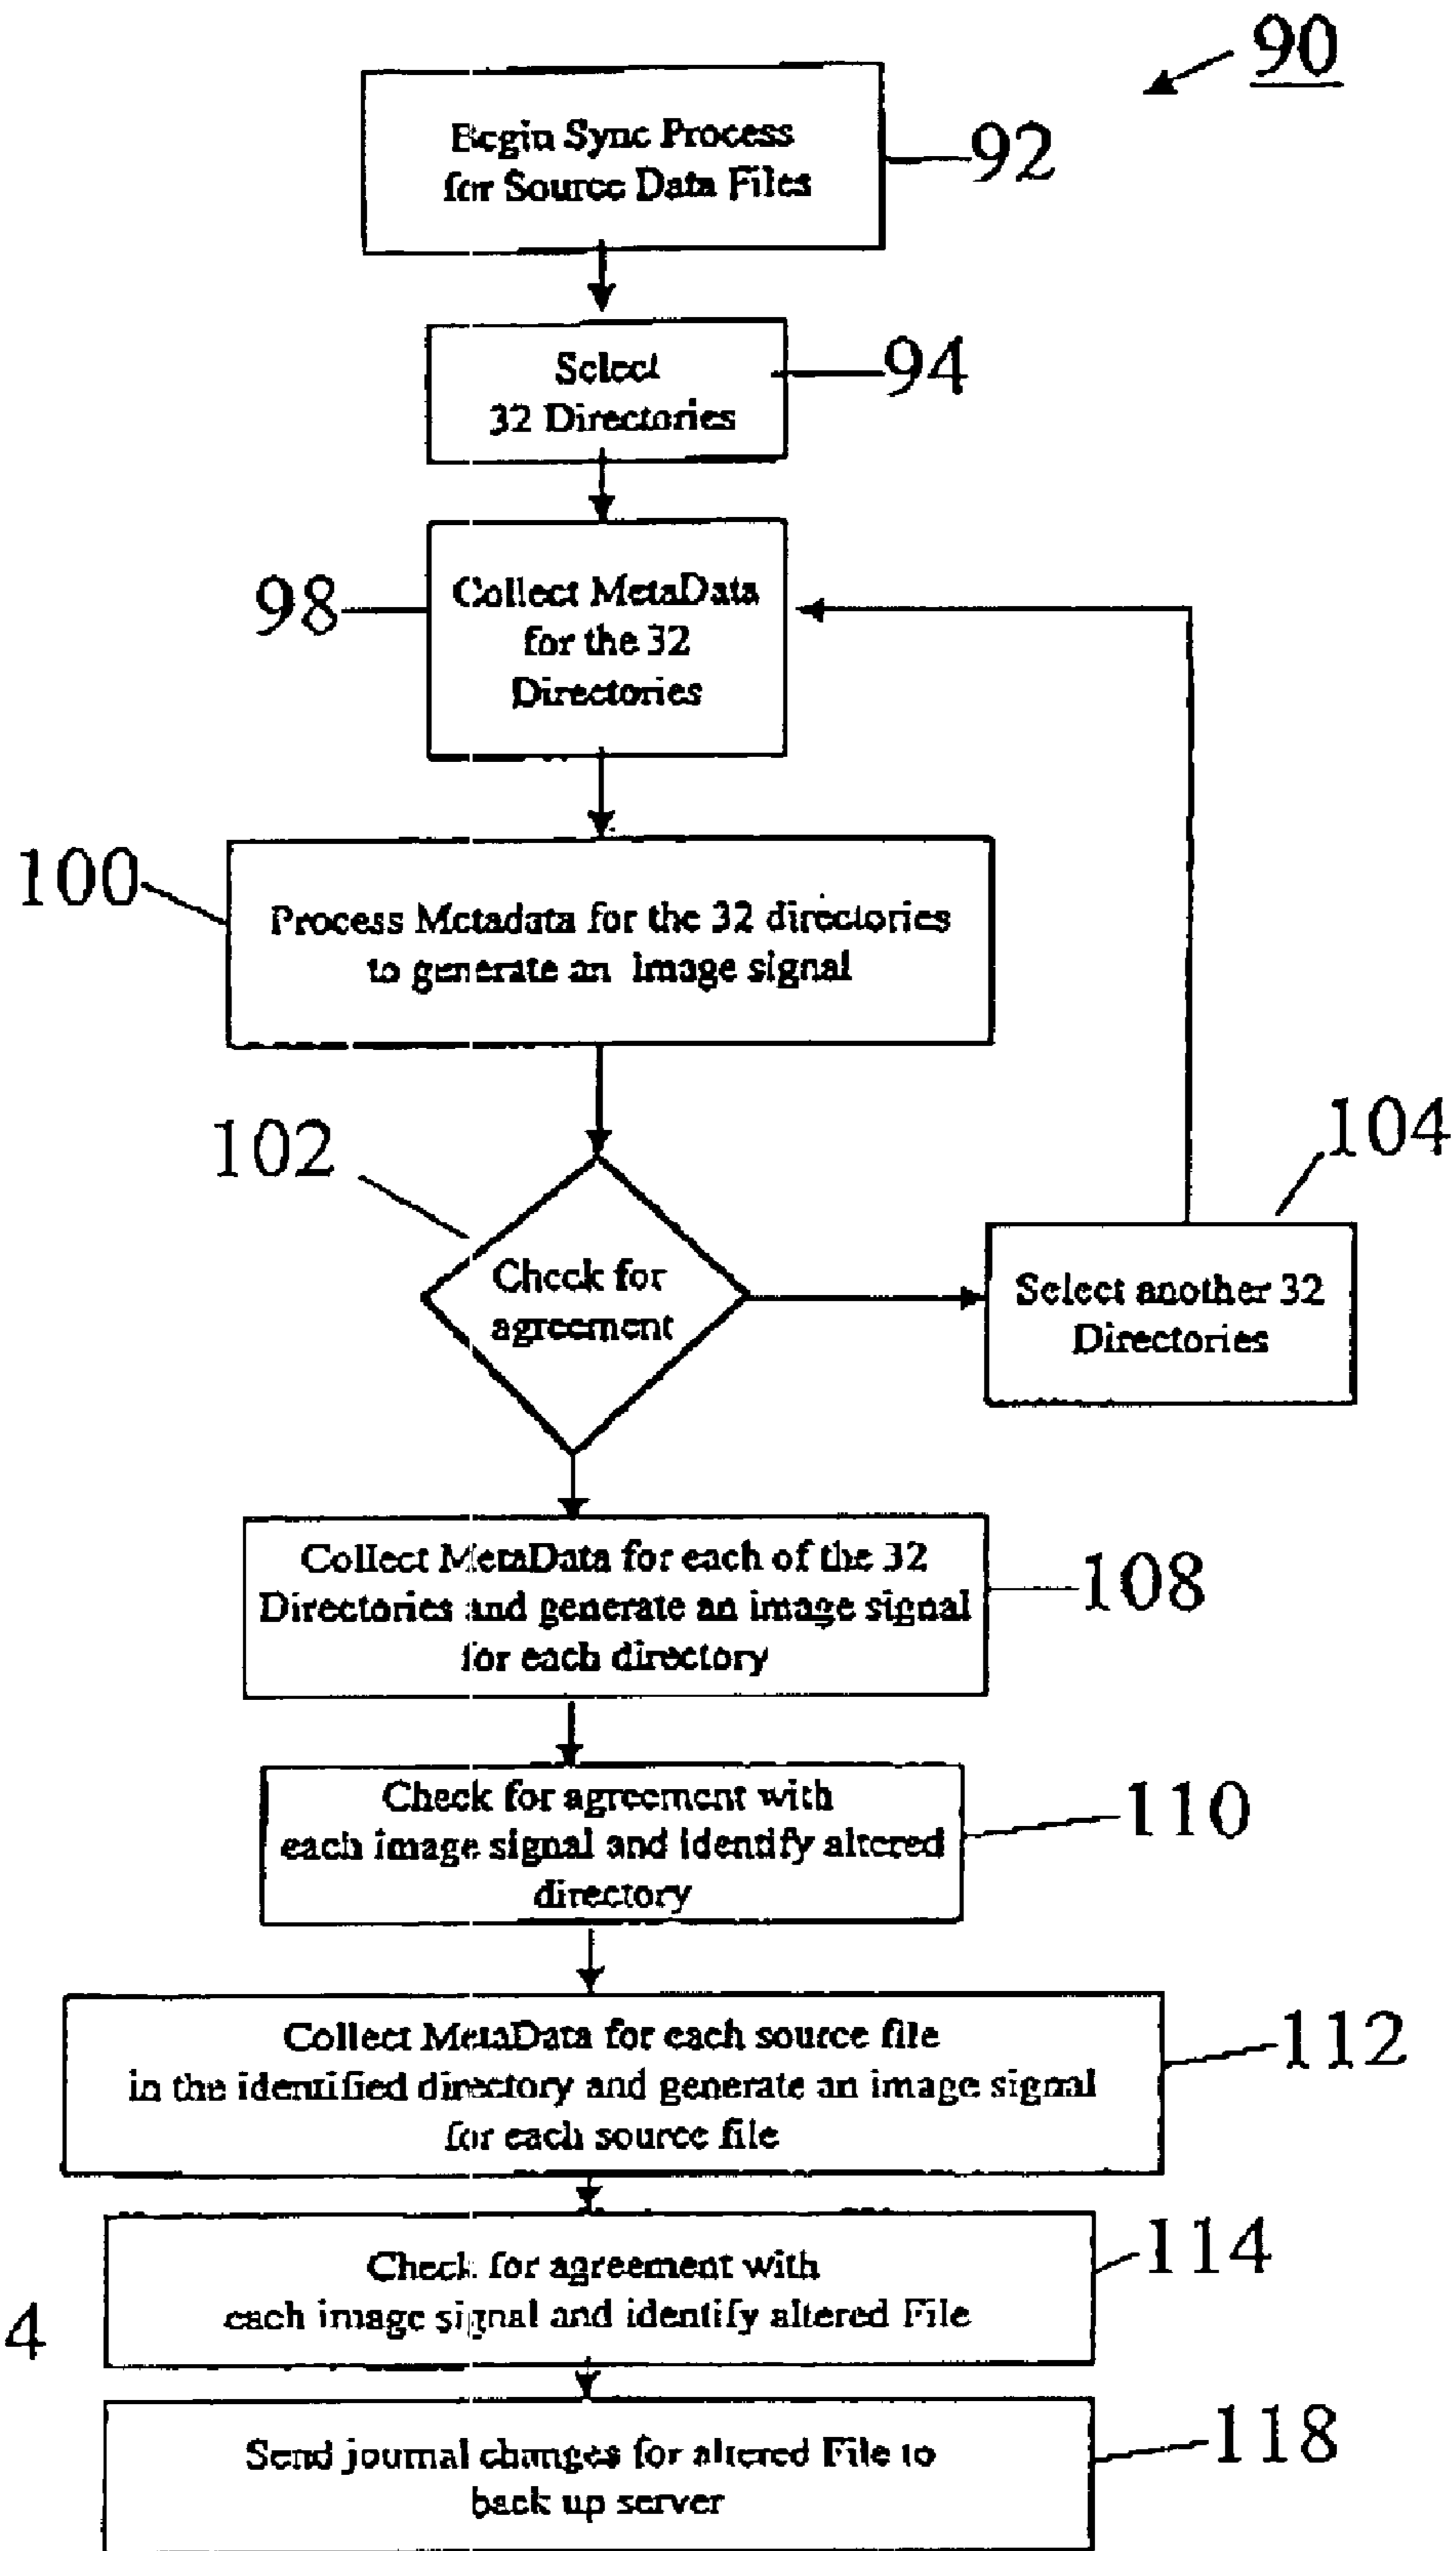 90
Begin Sync Process
for Source Data Files
92
Select
32 Directories
94
Collect MetaData
for the 32
Directories
98
100
Process Metadata for the 32 directories
to generate an image signal
102
Check for
agreement
104
Select another 32
Directories
Collect MetaData for each of the 32
Directories and generate an image signal
for each directory
108
Check for agreement with
each image signal and identify altered
directory
110
Collect MetaData for each source file
in the identified directory and generate an image signal
for each source file
112
Check for agreement with
each image signal and identify altered File
114
4
Send journal changes for altered File to
back up server
118